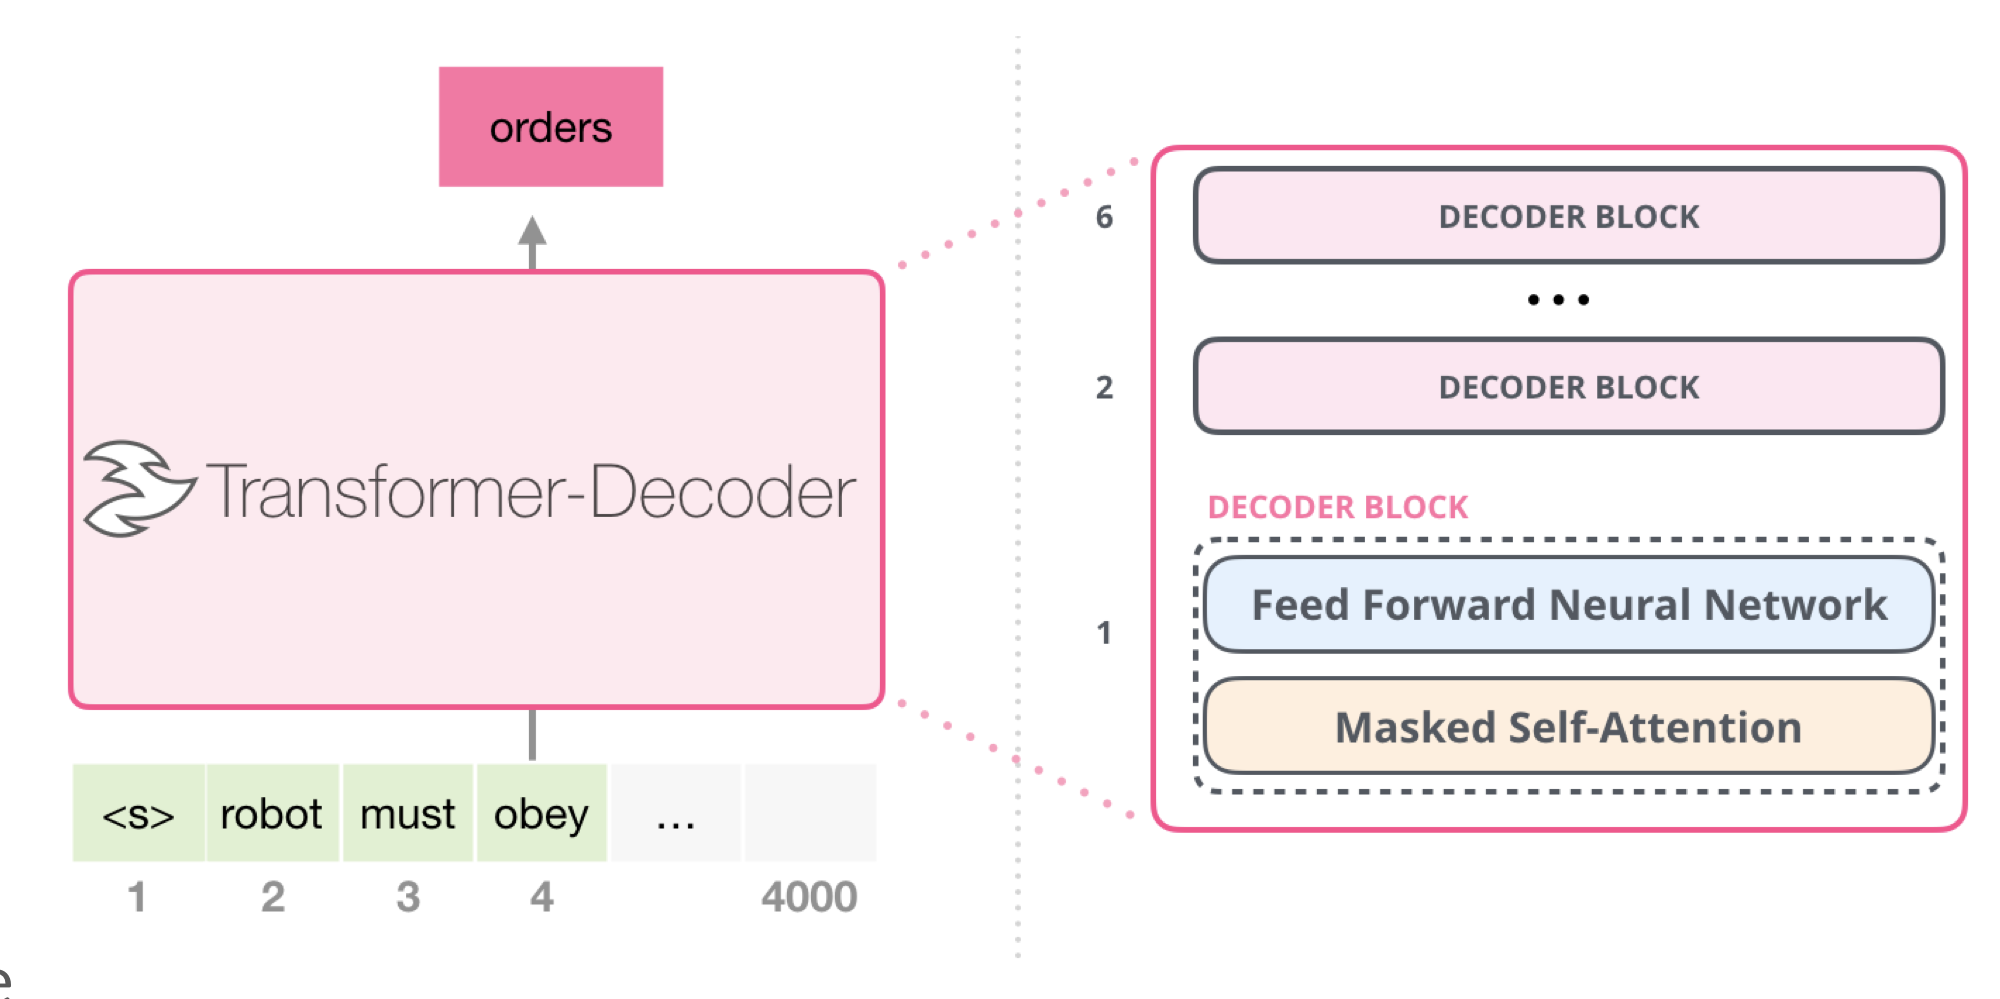 orders
Transformer-Decoder
<s> robot must obey ...
1 2 3 4 4000
6 DECODER BLOCK
...
2 DECODER BLOCK
DECODER BLOCK
1
Feed Forward Neural Network
Masked Self-Attention